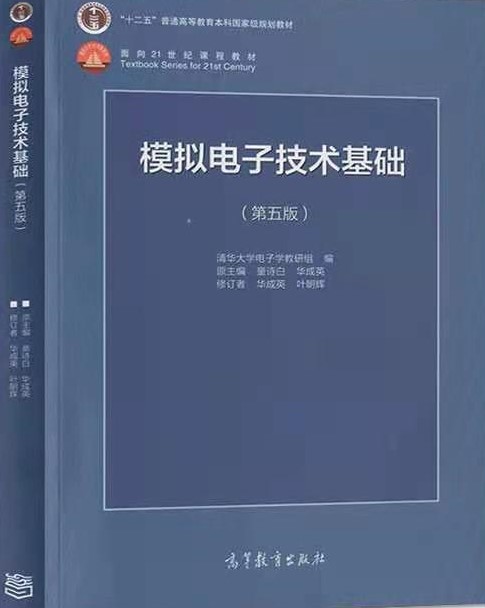 "十二五"普通高等教育本科国家级规划教材
面向21世纪课程教材
Textbook Series for 21st Century
模拟电子技术基础
（第五版）
清华大学电子学教研组 编
原主编 童诗白 华成英
修订者 华成英 叶朝辉
高等教育出版社
模拟电子技术基础（第五版）
■ 原主编 童诗白 华成英
■ 修订者 华成英 叶朝辉